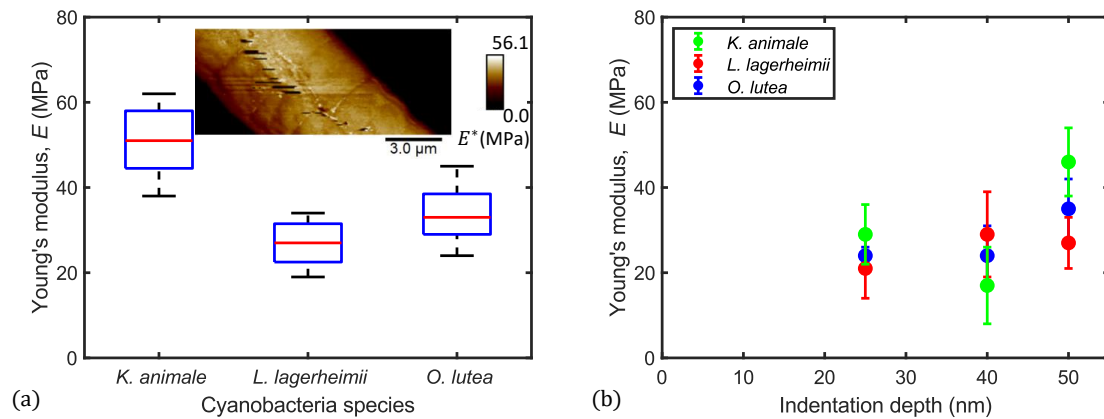 80
60
40
20
0
Young's modulus, E (MPa)
56.1
0.0
E*(MPa)
3.0 µm
K. animale
L. lagerheimii
O. lutea
Cyanobacteria species
(a)
80
60
40
20
0
Young's modulus, E (MPa)
K. animale
L. lagerheimii
O. lutea
0 10 20 30 40 50
Indentation depth (nm)
(b)